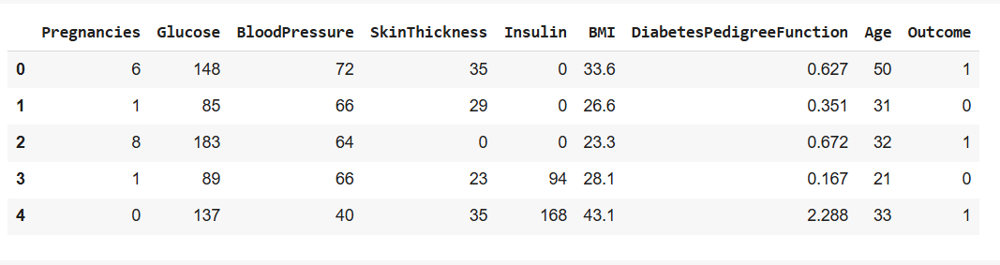 Pregnancies Glucose BloodPressure SkinThickness Insulin BMI DiabetesPedigreeFunction Age Outcome
0 6 148 72 35 0 33.6 0.627 50 1
1 1 85 66 29 0 26.6 0.351 31 0
2 8 183 64 0 0 23.3 0.672 32 1
3 1 89 66 23 94 28.1 0.167 21 0
4 0 137 40 35 168 43.1 2.288 33 1